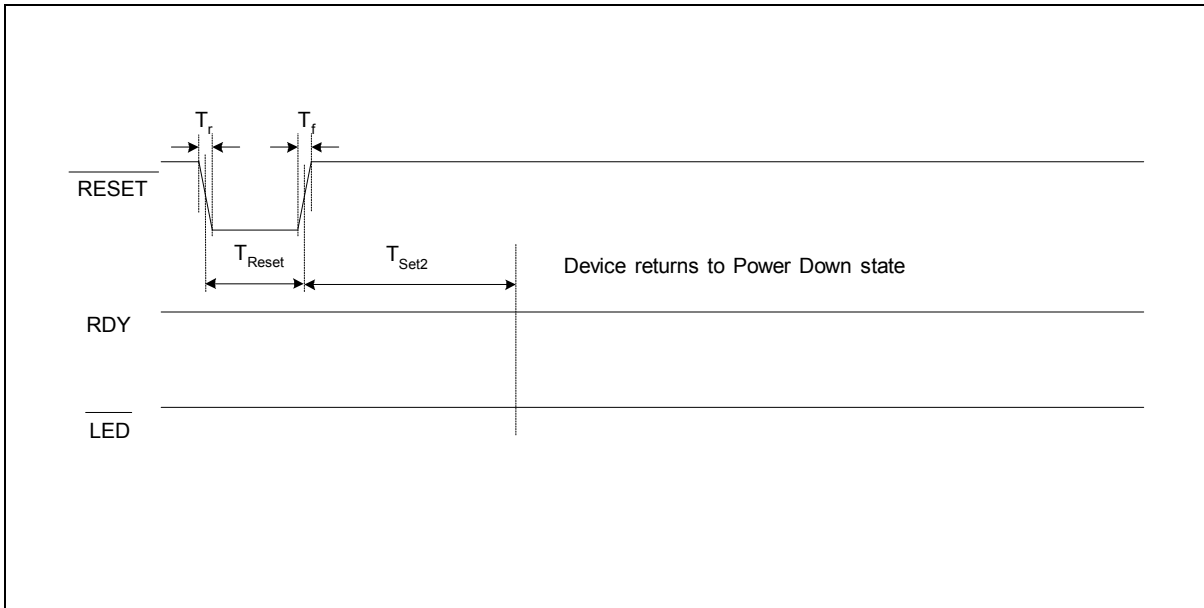 Tr
Tf
RESET
TReset
TSet2
Device returns to Power Down state
RDY
LED